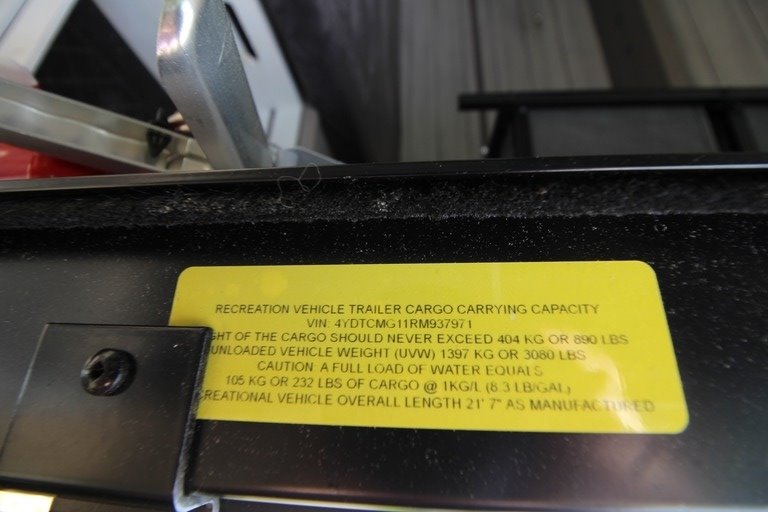 RECREATION VEHICLE TRAILER CARGO CARRYING CAPACITY
VIN: 4YDTCMG11RM937971
GHT OF THE CARGO SHOULD NEVER EXCEED 404 KG OR 890 LBS
UNLOADED VEHICLE WEIGHT (UVW) 1397 KG OR 3080 LBS
CAUTION: A FULL LOAD OF WATER EQUALS
105 KG OR 232 LBS OF CARGO @ 1KG/L (8.3 LB/GAL)
CREATIONAL VEHICLE OVERALL LENGTH 21' 7" AS MANUFACTURED